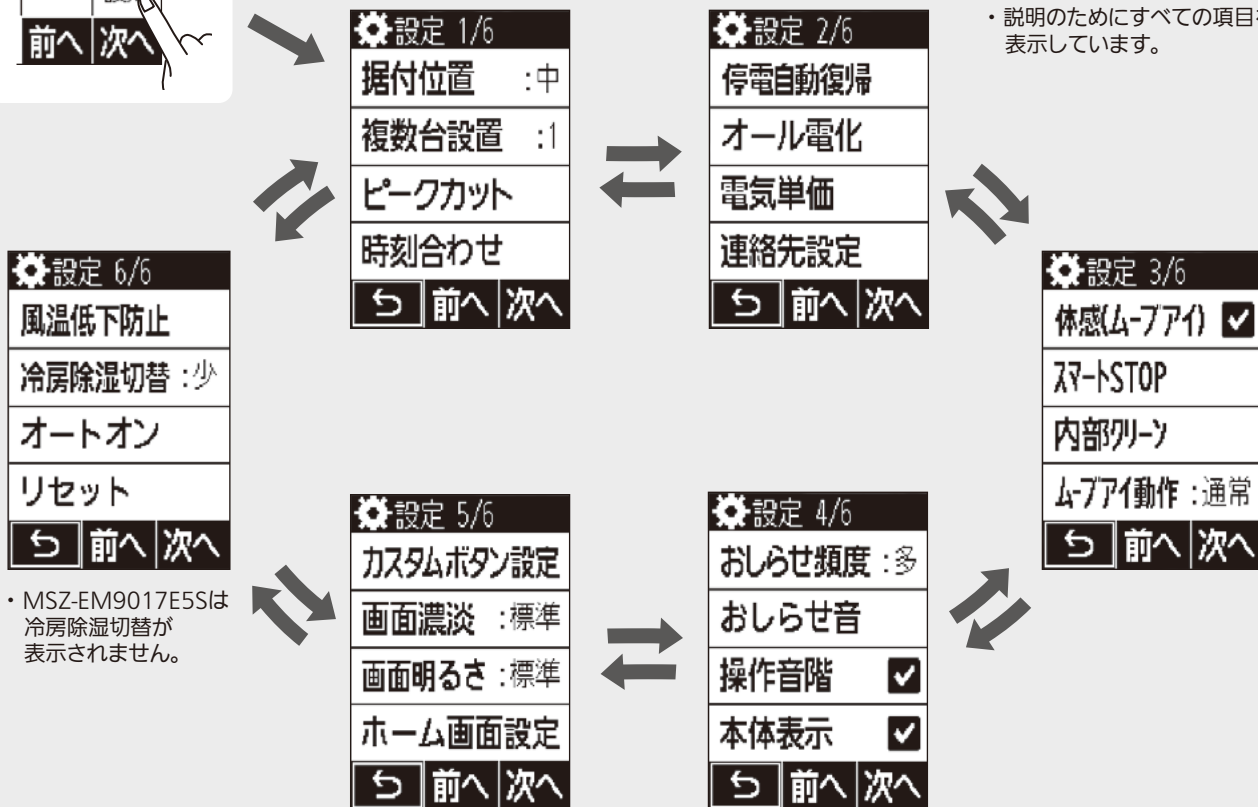 前へ 次へ
・説明のためにすべての項目
表示しています。
設定 1/6
据付位置 :中
複数台設置 :1
ピークカット
時刻合わせ
前へ 次へ
設定 2/6
停電自動復帰
オール電化
電気単価
連絡先設定
前へ 次へ
設定 3/6
体感(ムーブアイ)
スマートSTOP
内部クリーン
ムーブアイ動作 :通常
前へ 次へ
設定 4/6
おしらせ頻度 :多
おしらせ音
操作音階
本体表示
前へ 次へ
設定 5/6
カスタムボタン設定
画面濃淡 :標準
画面明るさ :標準
ホーム画面設定
前へ 次へ
設定 6/6
風温低下防止
冷房除湿切替 :少
オートオン
リセット
前へ 次へ
・MSZ-EM9017E5Sは
冷房除湿切替が
表示されません。